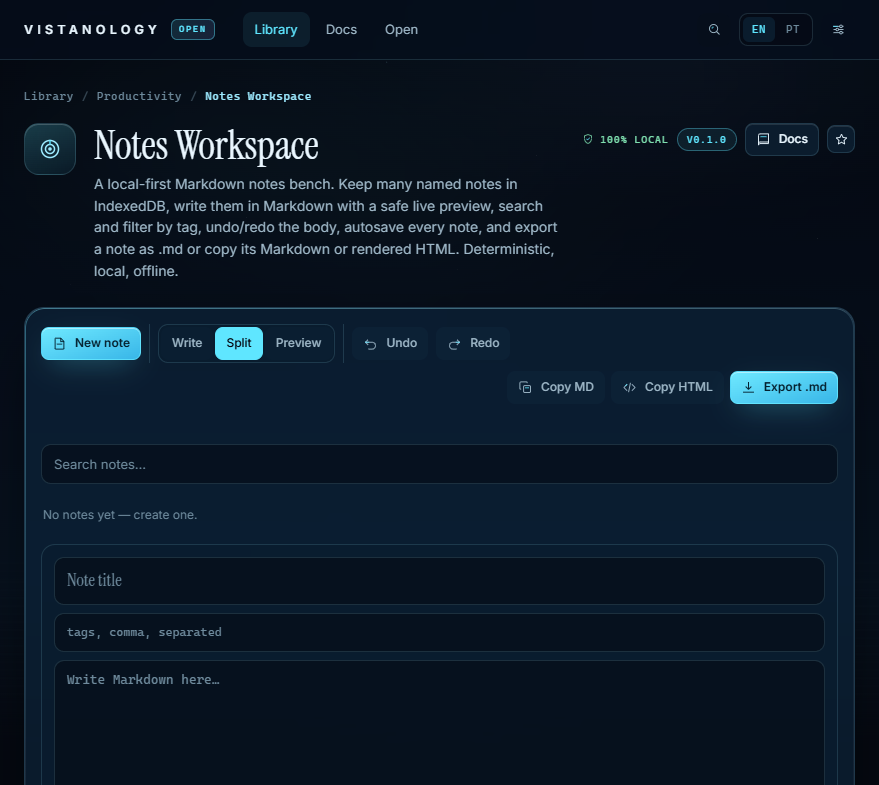 VISTANOLOGY OPEN Library Docs Open EN PT
Library / Productivity / Notes Workspace
Notes Workspace
100% LOCAL V0.1.0 Docs
A local-first Markdown notes bench. Keep many named notes in
IndexedDB, write them in Markdown with a safe live preview, search
and filter by tag, undo/redo the body, autosave every note, and export
a note as .md or copy its Markdown or rendered HTML. Deterministic,
local, offline.
New note Write Split Preview Undo Redo
Copy MD Copy HTML Export .md
Search notes...
No notes yet — create one.
Note title
tags, comma, separated
Write Markdown here…